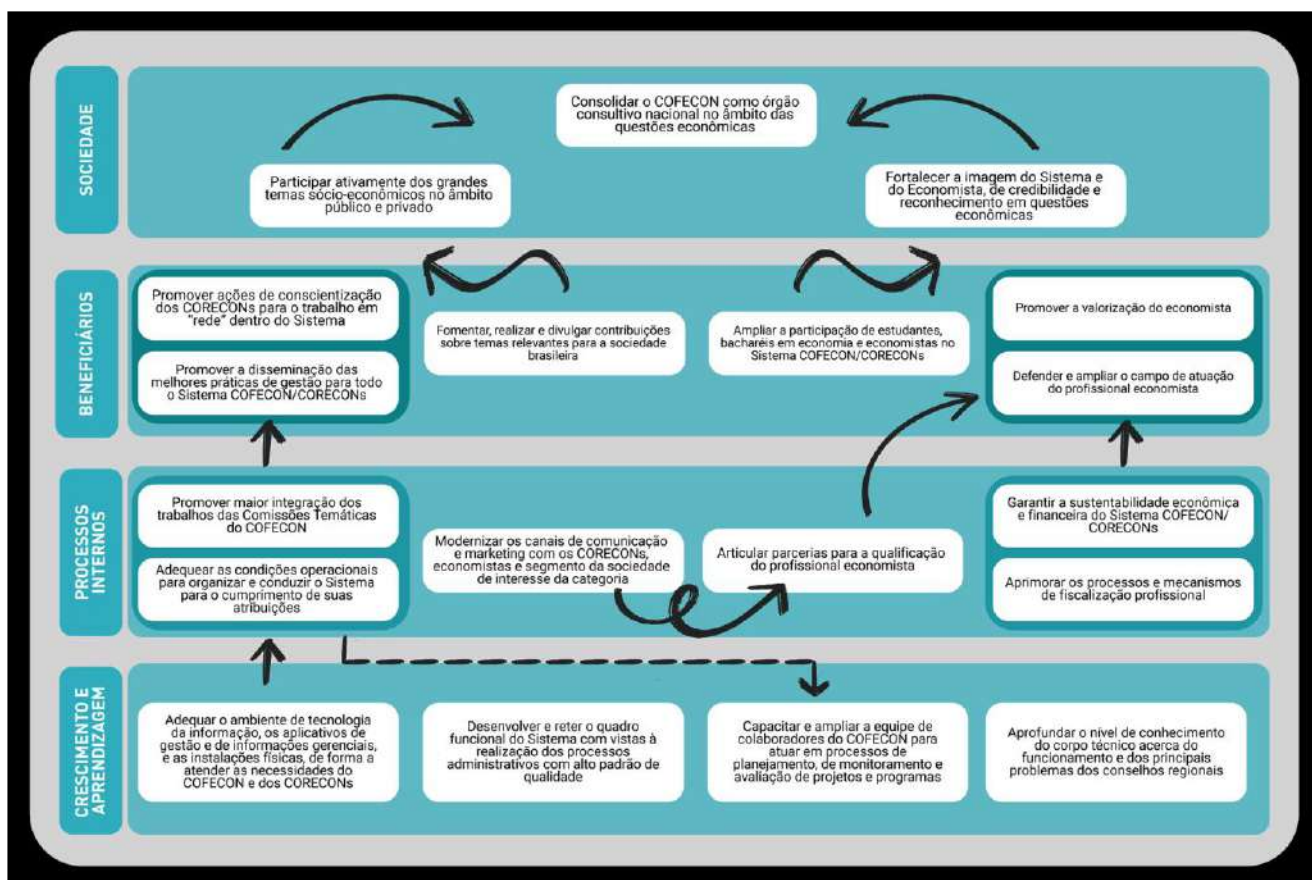 SOCIEDADE
Consolidar o COFECON como órgão
consultivo nacional no âmbito das
questões econômicas
Participar ativamente dos grandes
temas sócio-econômicos no âmbito
público e privado
Fortalecer a imagem do Sistema e
do Economista, de credibilidade e
reconhecimento em questões
econômicas
BENEFICIÁRIOS
Promover ações de conscientização
dos CORECONs para o trabalho em
"rede" dentro do Sistema
Promover a disseminação das
melhores práticas de gestão para todo
o Sistema COFECON/CORECONs
Fomentar, realizar e divulgar contribuições
sobre temas relevantes para a sociedade
brasileira
Ampliar a participação de estudantes,
bacharéis em economia e economistas no
Sistema COFECON/CORECONs
Promover a valorização do economista
Defender e ampliar o campo de atuação
do profissional economista
PROCESSOS
INTERNOS
Promover maior integração dos
trabalhos das Comissões Temáticas
do COFECON
Adequear as condições operacionais
para organizar e conduzir o Sistema
para o cumprimento de suas
atribuições
Modernizar os canais de comunicação
e marketing com os CORECONs,
economistas e segmento da sociedade
de interesse da categoria
Articular parcerias para a qualificação
do profissional economista
Garantir a sustentabilidade econômica
e financeira do Sistema COFECON/
CORECONs
Aprimorar os processos e mecanismos
de fiscalização profissional
CRESCIMENTO E
APRENDIZAGEM
Adequar o ambiente de tecnologia
da informação, os aplicativos de
gestão e de informações gerenciais,
e as instalações físicas, de forma a
atender as necessidades do
COFECON e dos CORECONs
Desenvolver e reter o quadro
funcional do Sistema com vistas à
realização dos processos
administrativos com alto padrão de
qualidade
Capacitar e ampliar a equipe de
colaboradores do COFECON para
atuar em processos de
planejamento, de monitoramento e
avaliação de projetos e programas
Aprofundar o nível de conhecimento
do corpo técnico acerca do
funcionamento e dos principais
problemas dos conselhos regionais